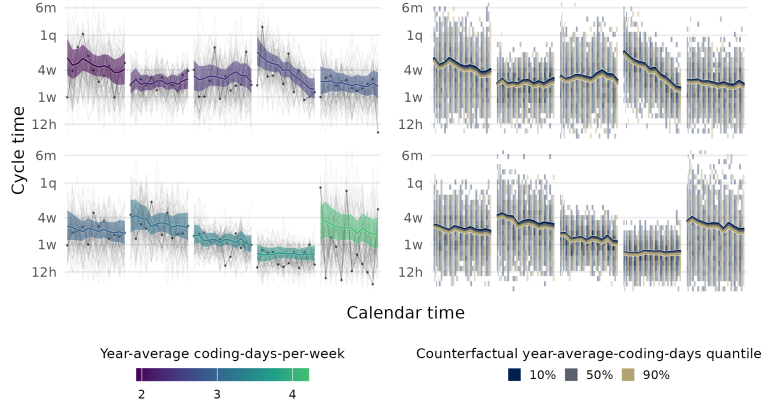 6m
1q
4w
1w
12h
6m
1q
4w
1w
12h
6m
1q
4w
1w
12h
6m
1q
4w
1w
12h
Cycle time
Calendar time
Year-average coding-days-per-week
2 3 4
Counterfactual year-average-coding-days quantile
10% 50% 90%